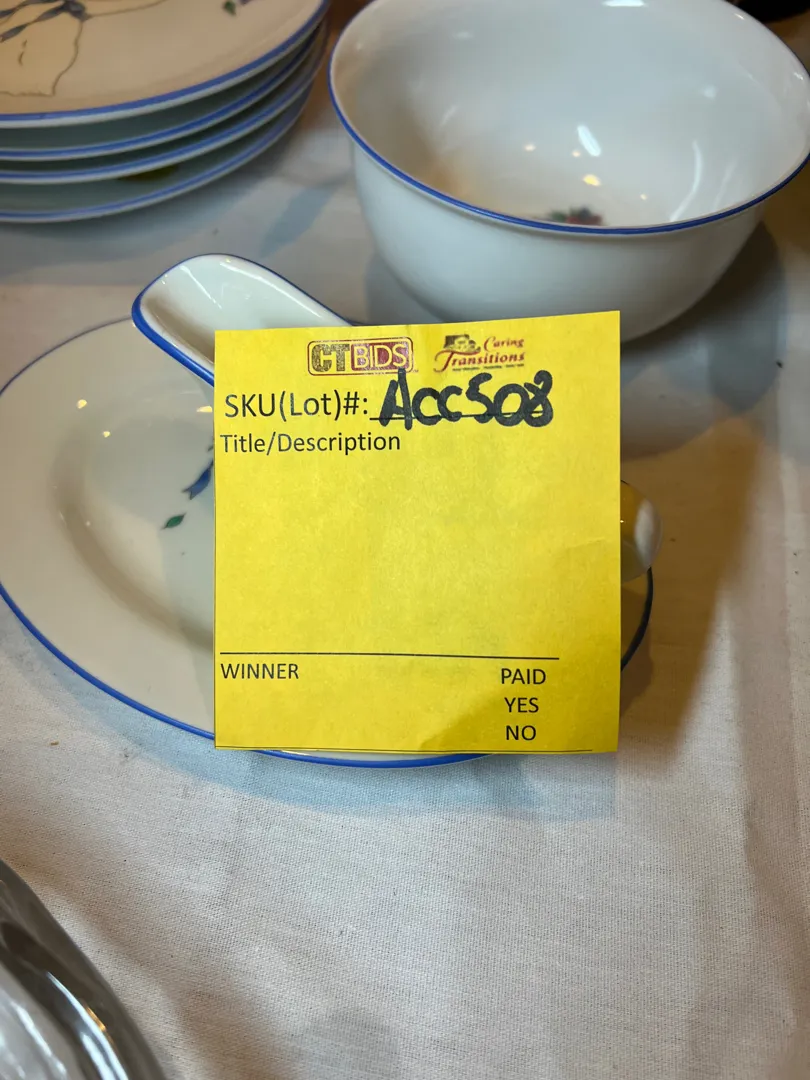 CTBIDS Caring Transitions
SKU(Lot)#: ACC508
Title/Description
WINNER PAID
YES
NO